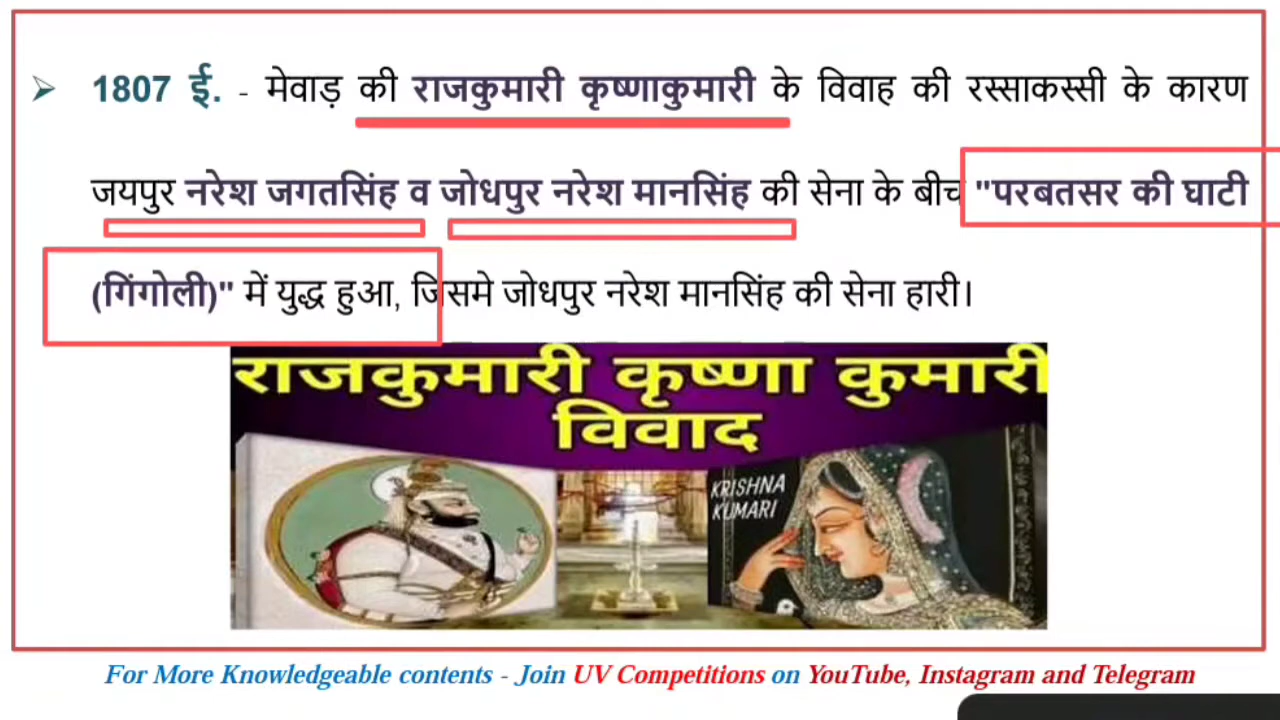 ➢ 1807 ई. - मेवाड़ की राजकुमारी कृष्णाकुमारी के विवाह की रस्साकस्सी के कारण
जयपुर नरेश जगतसिंह व जोधपुर नरेश मानसिंह की सेना के बीच "परबतसर की घाटी
(गिंगोली)" में युद्ध हुआ, जिसमे जोधपुर नरेश मानसिंह की सेना हारी।
राजकुमारी कृष्णा कुमारी
विवाद
KRISHNA
KUMARI
For More Knowledgeable contents - Join UV Competitions on YouTube, Instagram and Telegram